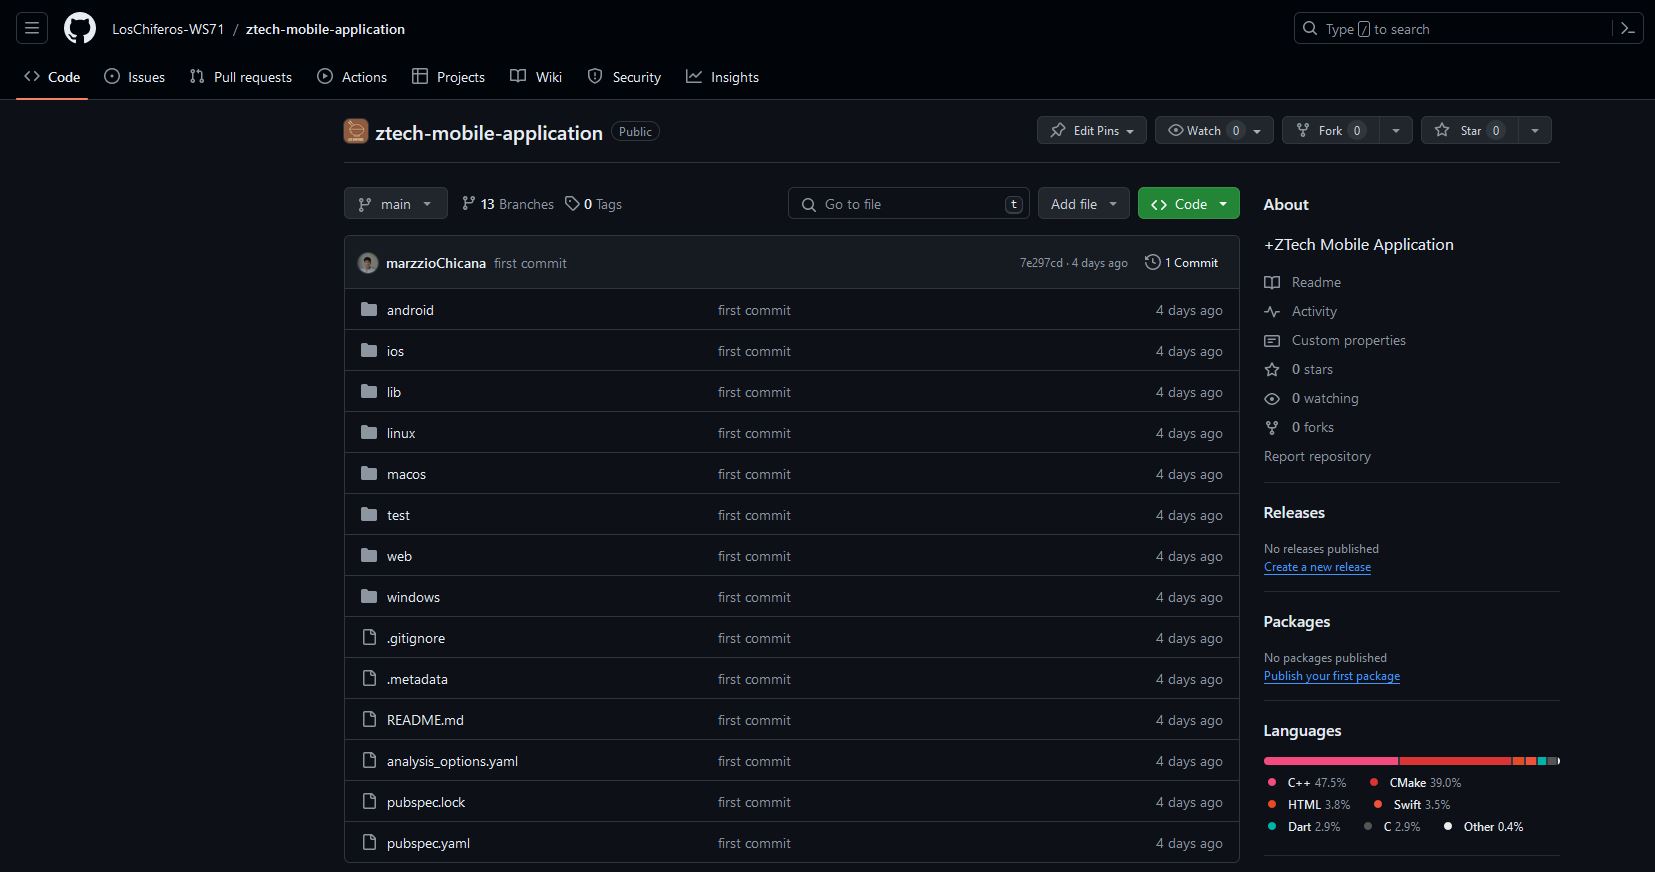 LosChiferos-WS71 / ztech-mobile-application
Type / to search
Code Issues Pull requests Actions Projects Wiki Security Insights
ztech-mobile-application Public
Edit Pins Watch 0 Fork 0 Star 0
main 13 Branches 0 Tags Go to file t Add file Code
marzzioChicana first commit 7e297cd · 4 days ago 1 Commit
android first commit 4 days ago
ios first commit 4 days ago
lib first commit 4 days ago
linux first commit 4 days ago
macos first commit 4 days ago
test first commit 4 days ago
web first commit 4 days ago
windows first commit 4 days ago
.gitignore first commit 4 days ago
.metadata first commit 4 days ago
README.md first commit 4 days ago
analysis_options.yaml first commit 4 days ago
pubspec.lock first commit 4 days ago
pubspec.yaml first commit 4 days ago
About
+ZTech Mobile Application
Readme
Activity
Custom properties
0 stars
0 watching
0 forks
Report repository
Releases
No releases published
Create a new release
Packages
No packages published
Publish your first package
Languages
C++ 47.5% CMake 39.0%
HTML 3.8% Swift 3.5%
Dart 2.9% C 2.9% Other 0.4%